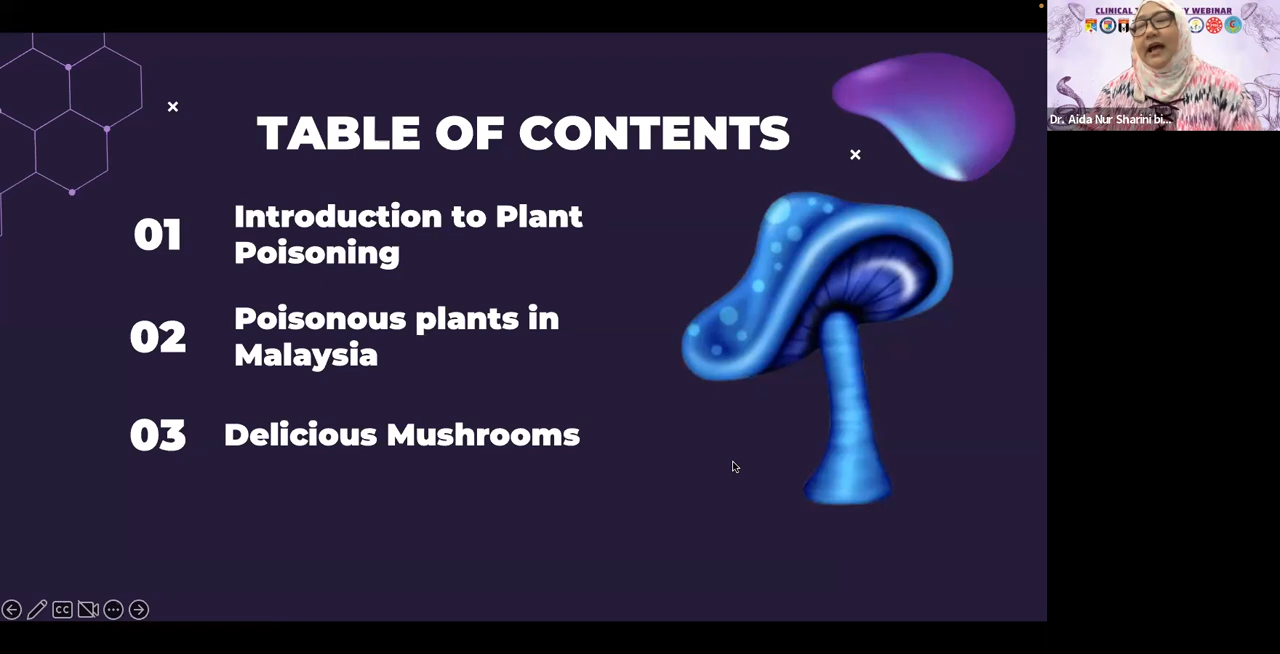 TABLE OF CONTENTS
01
Introduction to Plant
Poisoning
02
Poisonous plants in
Malaysia
03
Delicious Mushrooms
CC
CLINICAL
WEBINAR
Dr. Aida Nur Sharini bi...